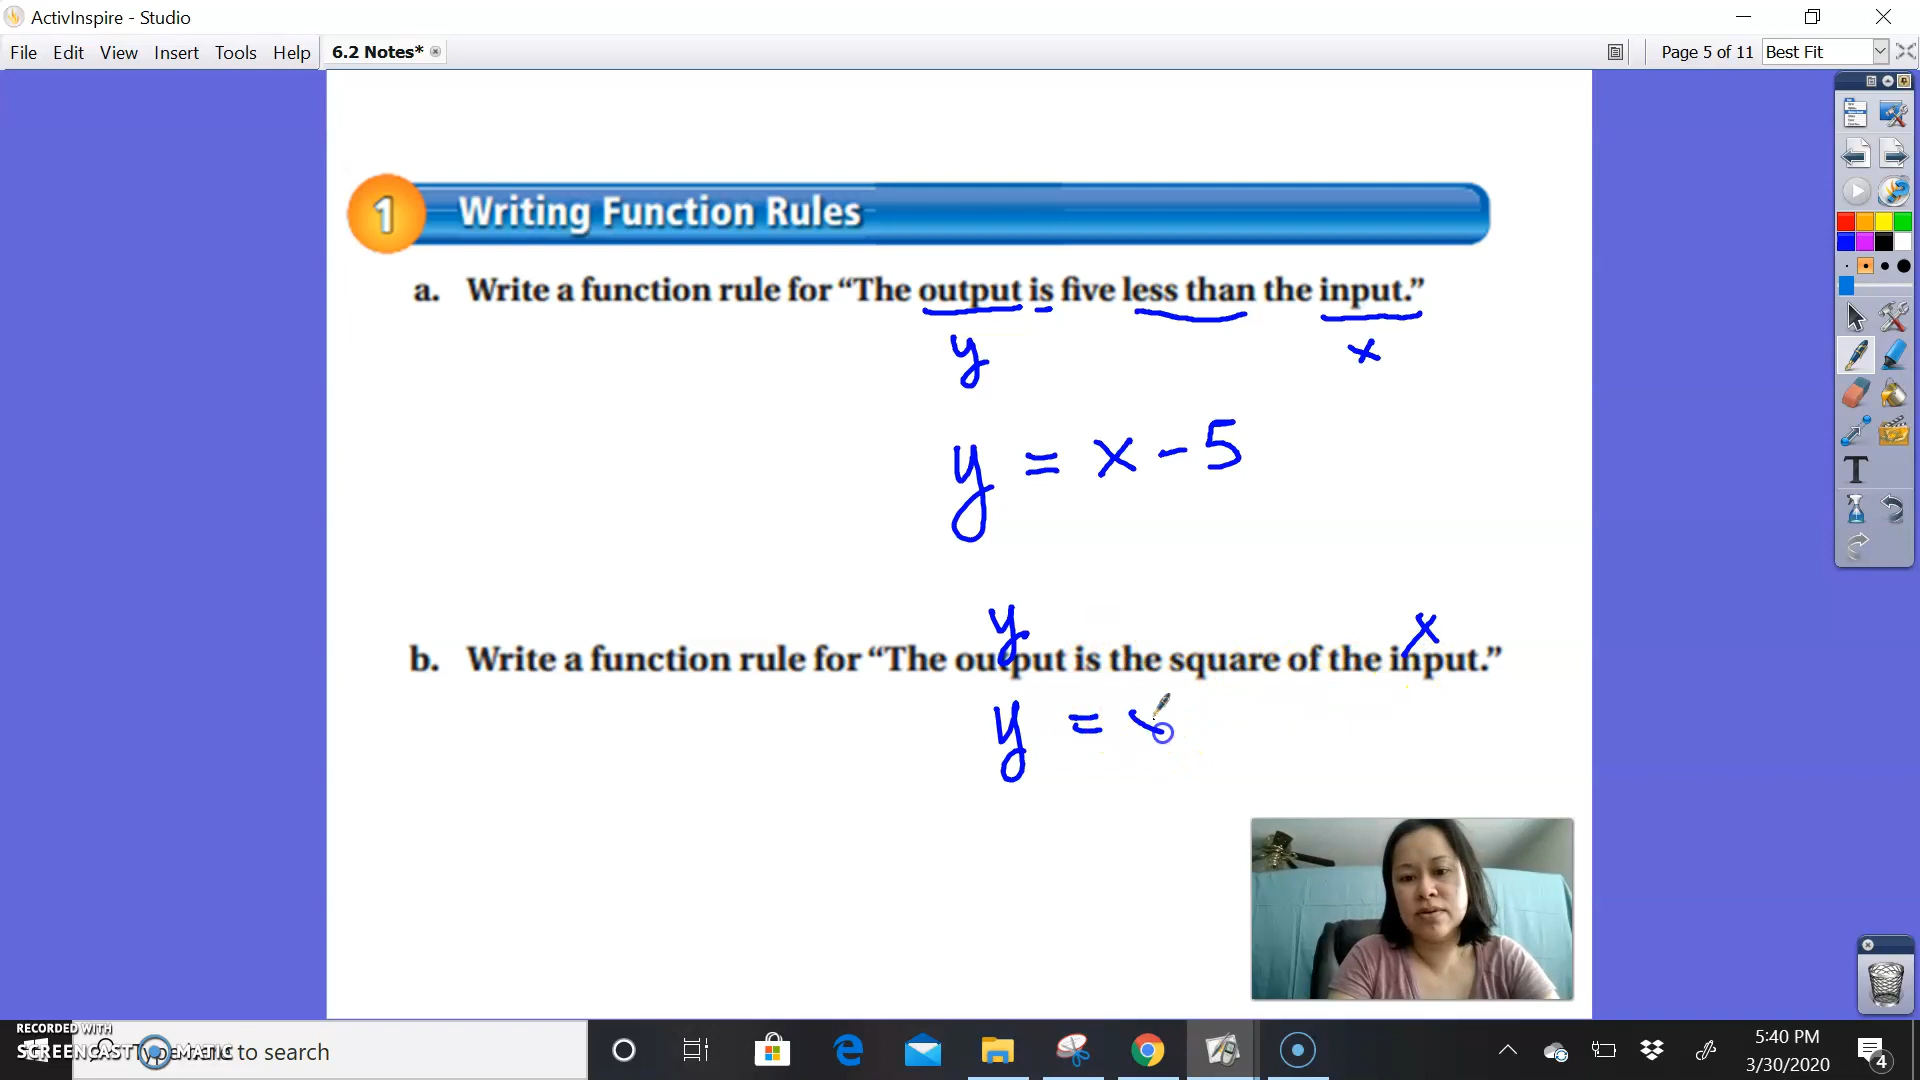 ActivInspire - Studio
File Edit View Insert Tools Help 6.2 Notes* Page 5 of 11 Best Fit
1 Writing Function Rules
a. Write a function rule for “The output is five less than the input.”
y x
y = x - 5
y x
b. Write a function rule for “The output is the square of the input.”
y =
T
RECORDED WITH
SCREENCAST MATIC
Type to search
5:40 PM
3/30/2020
4